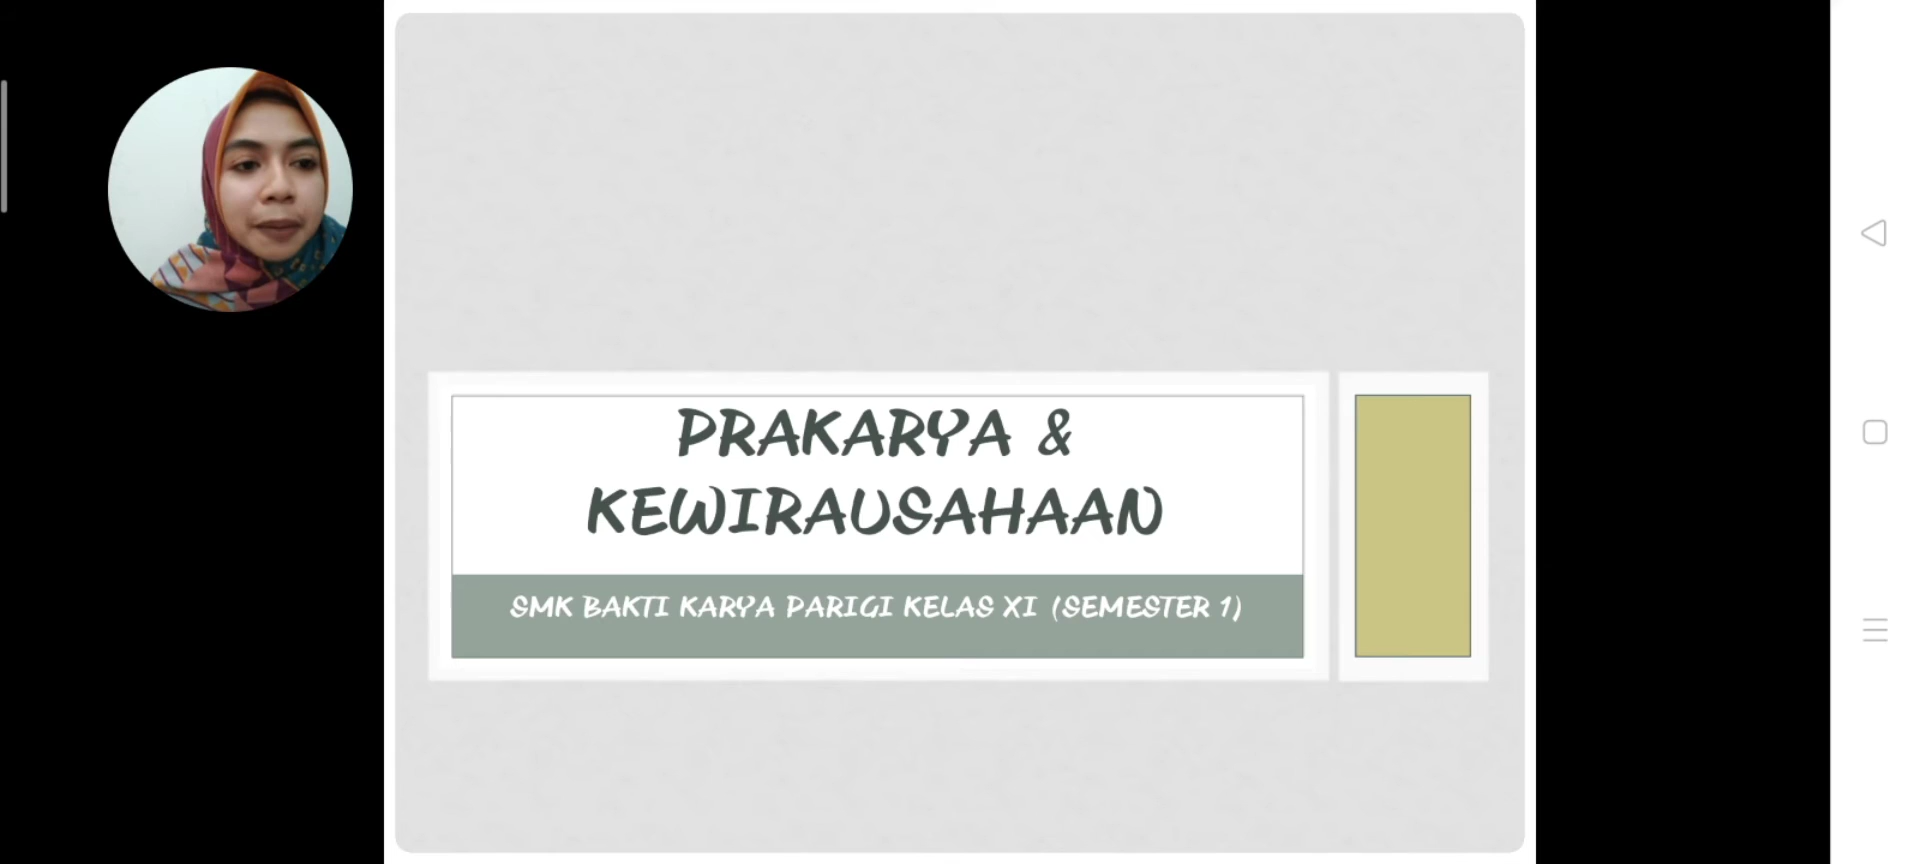 PRAKARYA &
KEWIRAUSAHAAN
SMK BAKTI KARYA PARIGI KELAS XI (SEMESTER 1)